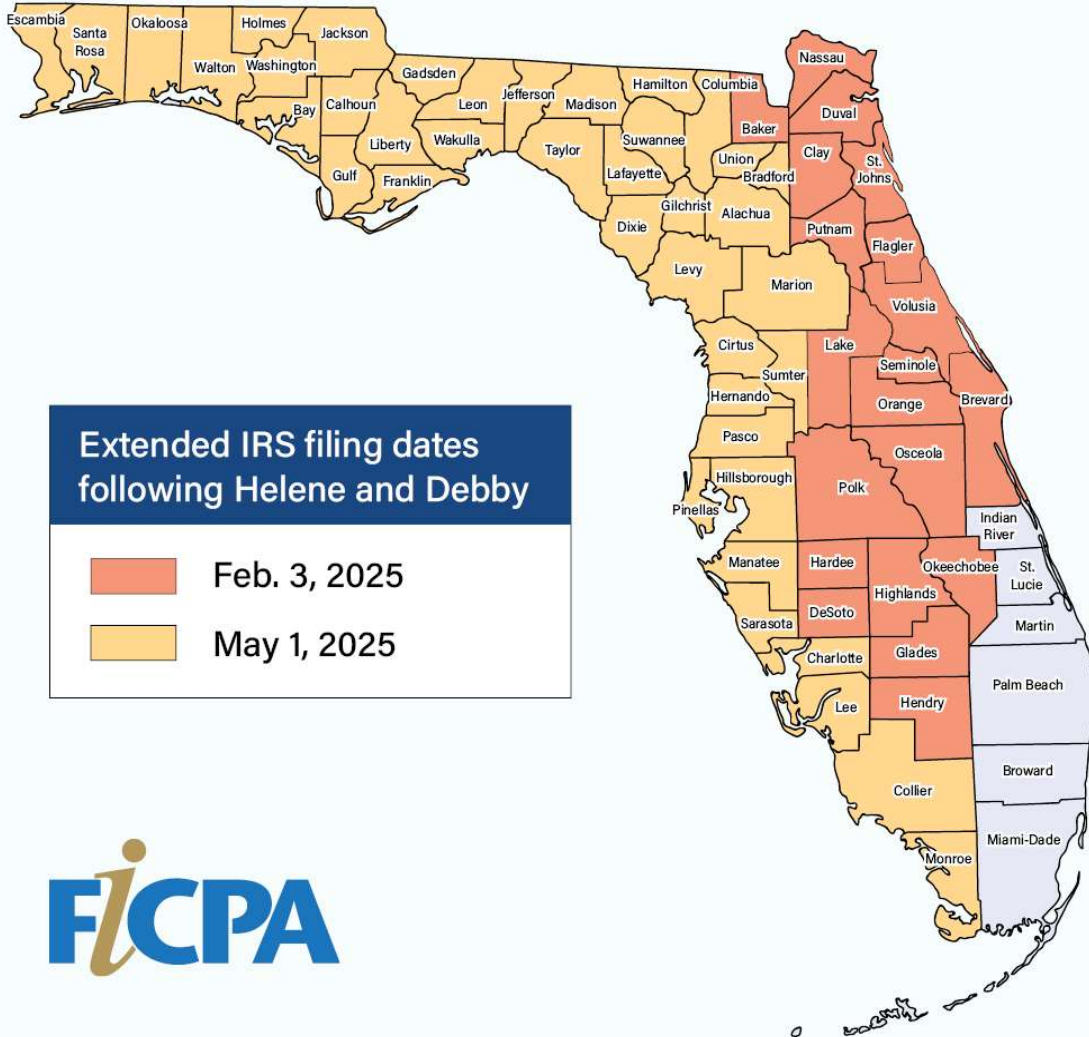 Escambia
Santa
Rosa
Okaloosa
Walton
Holmes
Washington
Jackson
Bay
Calhoun
Gulf
Gadsden
Liberty
Franklin
Leon
Wakulla
Jefferson
Madison
Taylor
Hamilton
Suwannee
Lafayette
Dixie
Columbia
Gilchrist
Baker
Union
Bradford
Alachua
Levy
Marion
Nassau
Duval
Clay
St.
Johns
Putnam
Flagler
Volusia
Cirtus
Sumter
Lake
Seminole
Hernando
Orange
Brevard
Pasco
Osceola
Hillsborough
Polk
Pinellas
Indian
River
Manatee
Hardee
Okeechobee
St.
Lucie
Highlands
Sarasota
DeSoto
Martin
Charlotte
Glades
Palm Beach
Lee
Hendry
Broward
Collier
Miami-Dade
Monroe
Extended IRS filing dates
following Helene and Debby
Feb. 3, 2025
May 1, 2025
FiCPA